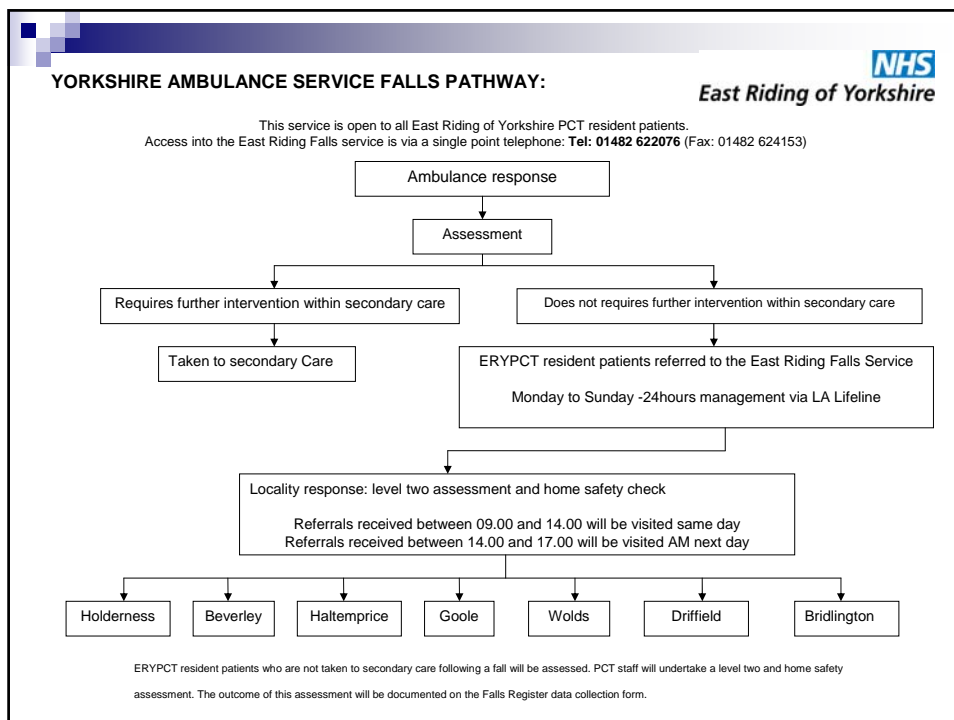 NHS
YORKSHIRE AMBULANCE SERVICE FALLS PATHWAY:
East Riding of Yorkshire
This service is open to all East Riding of Yorkshire PCT resident patients.
Access into the East Riding Falls service is via a single point telephone: Tel: 01482 622076 (Fax: 01482 624153)
Ambulance response
Assessment
Requires further intervention within secondary care
Does not requires further intervention within secondary care
Taken to secondary Care
ERYPCT resident patients referred to the East Riding Falls Service
Monday to Sunday -24hours management via LA Lifeline
Locality response: level two assessment and home safety check
Referrals received between 09.00 and 14.00 will be visited same day
Referrals received between 14.00 and 17.00 will be visited AM next day
Holderness
Beverley
Haltemprice
Goole
Wolds
Driffield
Bridlington
ERYPCT resident patients who are not taken to secondary care following a fall will be assessed. PCT staff will undertake a level two and home safety
assessment. The outcome of this assessment will be documented on the Falls Register data collection form.